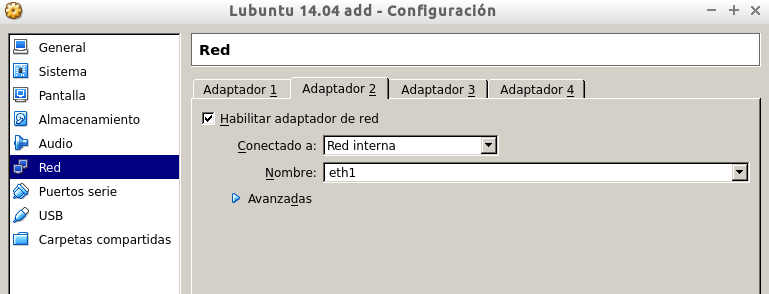 Lubuntu 14.04 add - Configuración
General
Sistema
Pantalla
Almacenamiento
Audio
Red
Puertos serie
USB
Carpetas compartidas
Red
Adaptador 1 Adaptador 2 Adaptador 3 Adaptador 4
Habilitar adaptador de red
Conectado a: Red interna
Nombre: eth1
Avanzadas